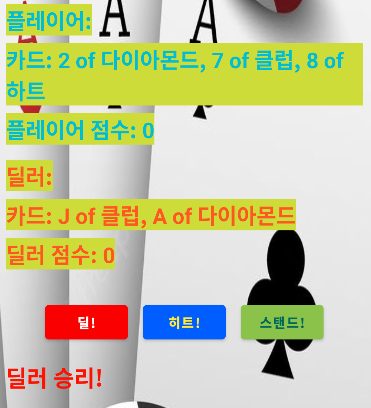 A A
플레이어:
카드: 2 of 다이아몬드, 7 of 클럽, 8 of
하트
플레이어 점수: 0
딜러:
카드: J of 클럽, A of 다이아몬드
딜러 점수: 0
딜! 히트! 스탠드!
딜러 승리!